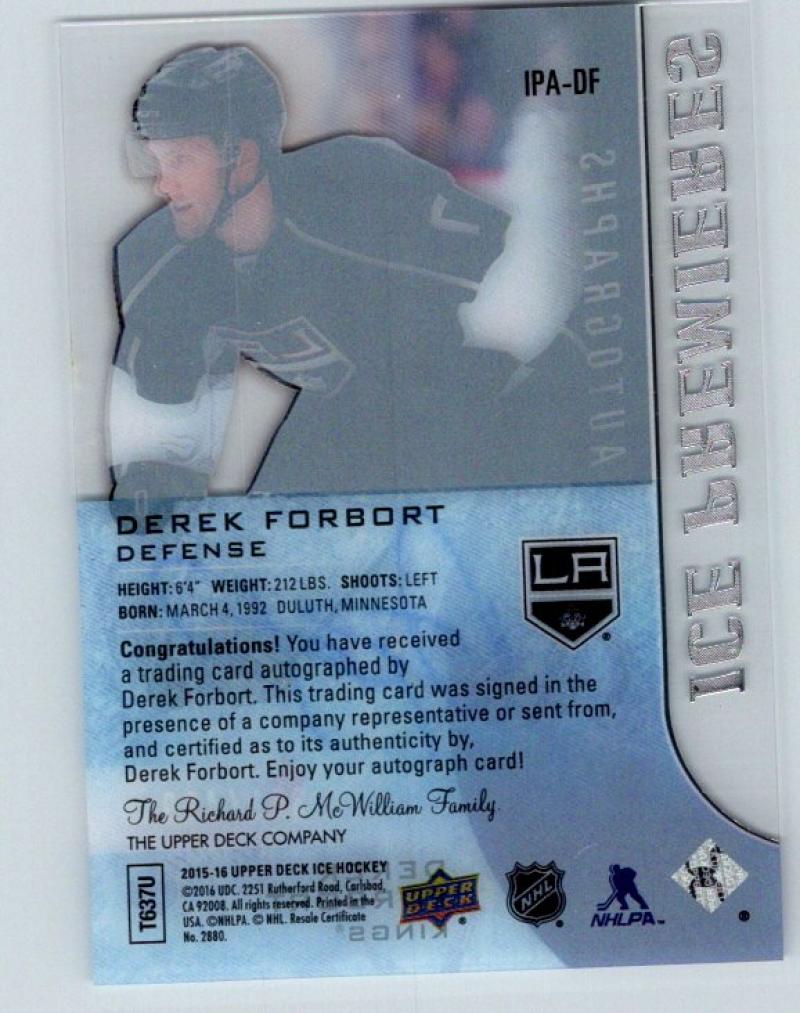 IPA-DF
AUTOGRAPHS
ICE PREMIERES
DEREK FORBORT
DEFENSE
HEIGHT: 6'4" WEIGHT: 212 LBS. SHOOTS: LEFT
BORN: MARCH 4, 1992 DULUTH, MINNESOTA
LA
Congratulations! You have received
a trading card autographed by
Derek Forbort. This trading card was signed in the
presence of a company representative or sent from,
and certified as to its authenticity by,
Derek Forbort. Enjoy your autograph card!
The Richard P. McWilliam Family
THE UPPER DECK COMPANY
T637U
2015-16 UPPER DECK ICE HOCKEY
©2016 UDC. 2251 Rutherford Road, Carlsbad,
CA 92008. All rights reserved. Printed in the
USA. ©NHLPA. © NHL. Resale Certificate
No. 2880.
UPPER
DECK
NHL
NHLPA
KINGS